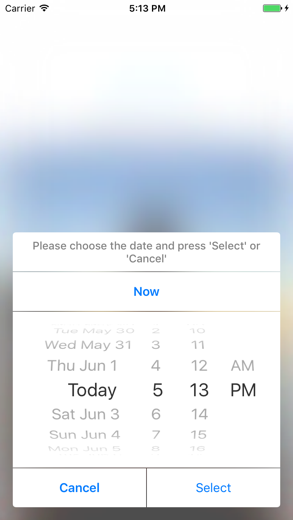 Carrier 5:13 PM
Please choose the date and press 'Select' or
'Cancel'
Now
Tue May 30 2 10
Wed May 31 3 11
Thu Jun 1 4 12 AM
Today 5 13 PM
Sat Jun 3 6 14
Sun Jun 4 7 15
Mon Jun 5 8 16
Cancel Select